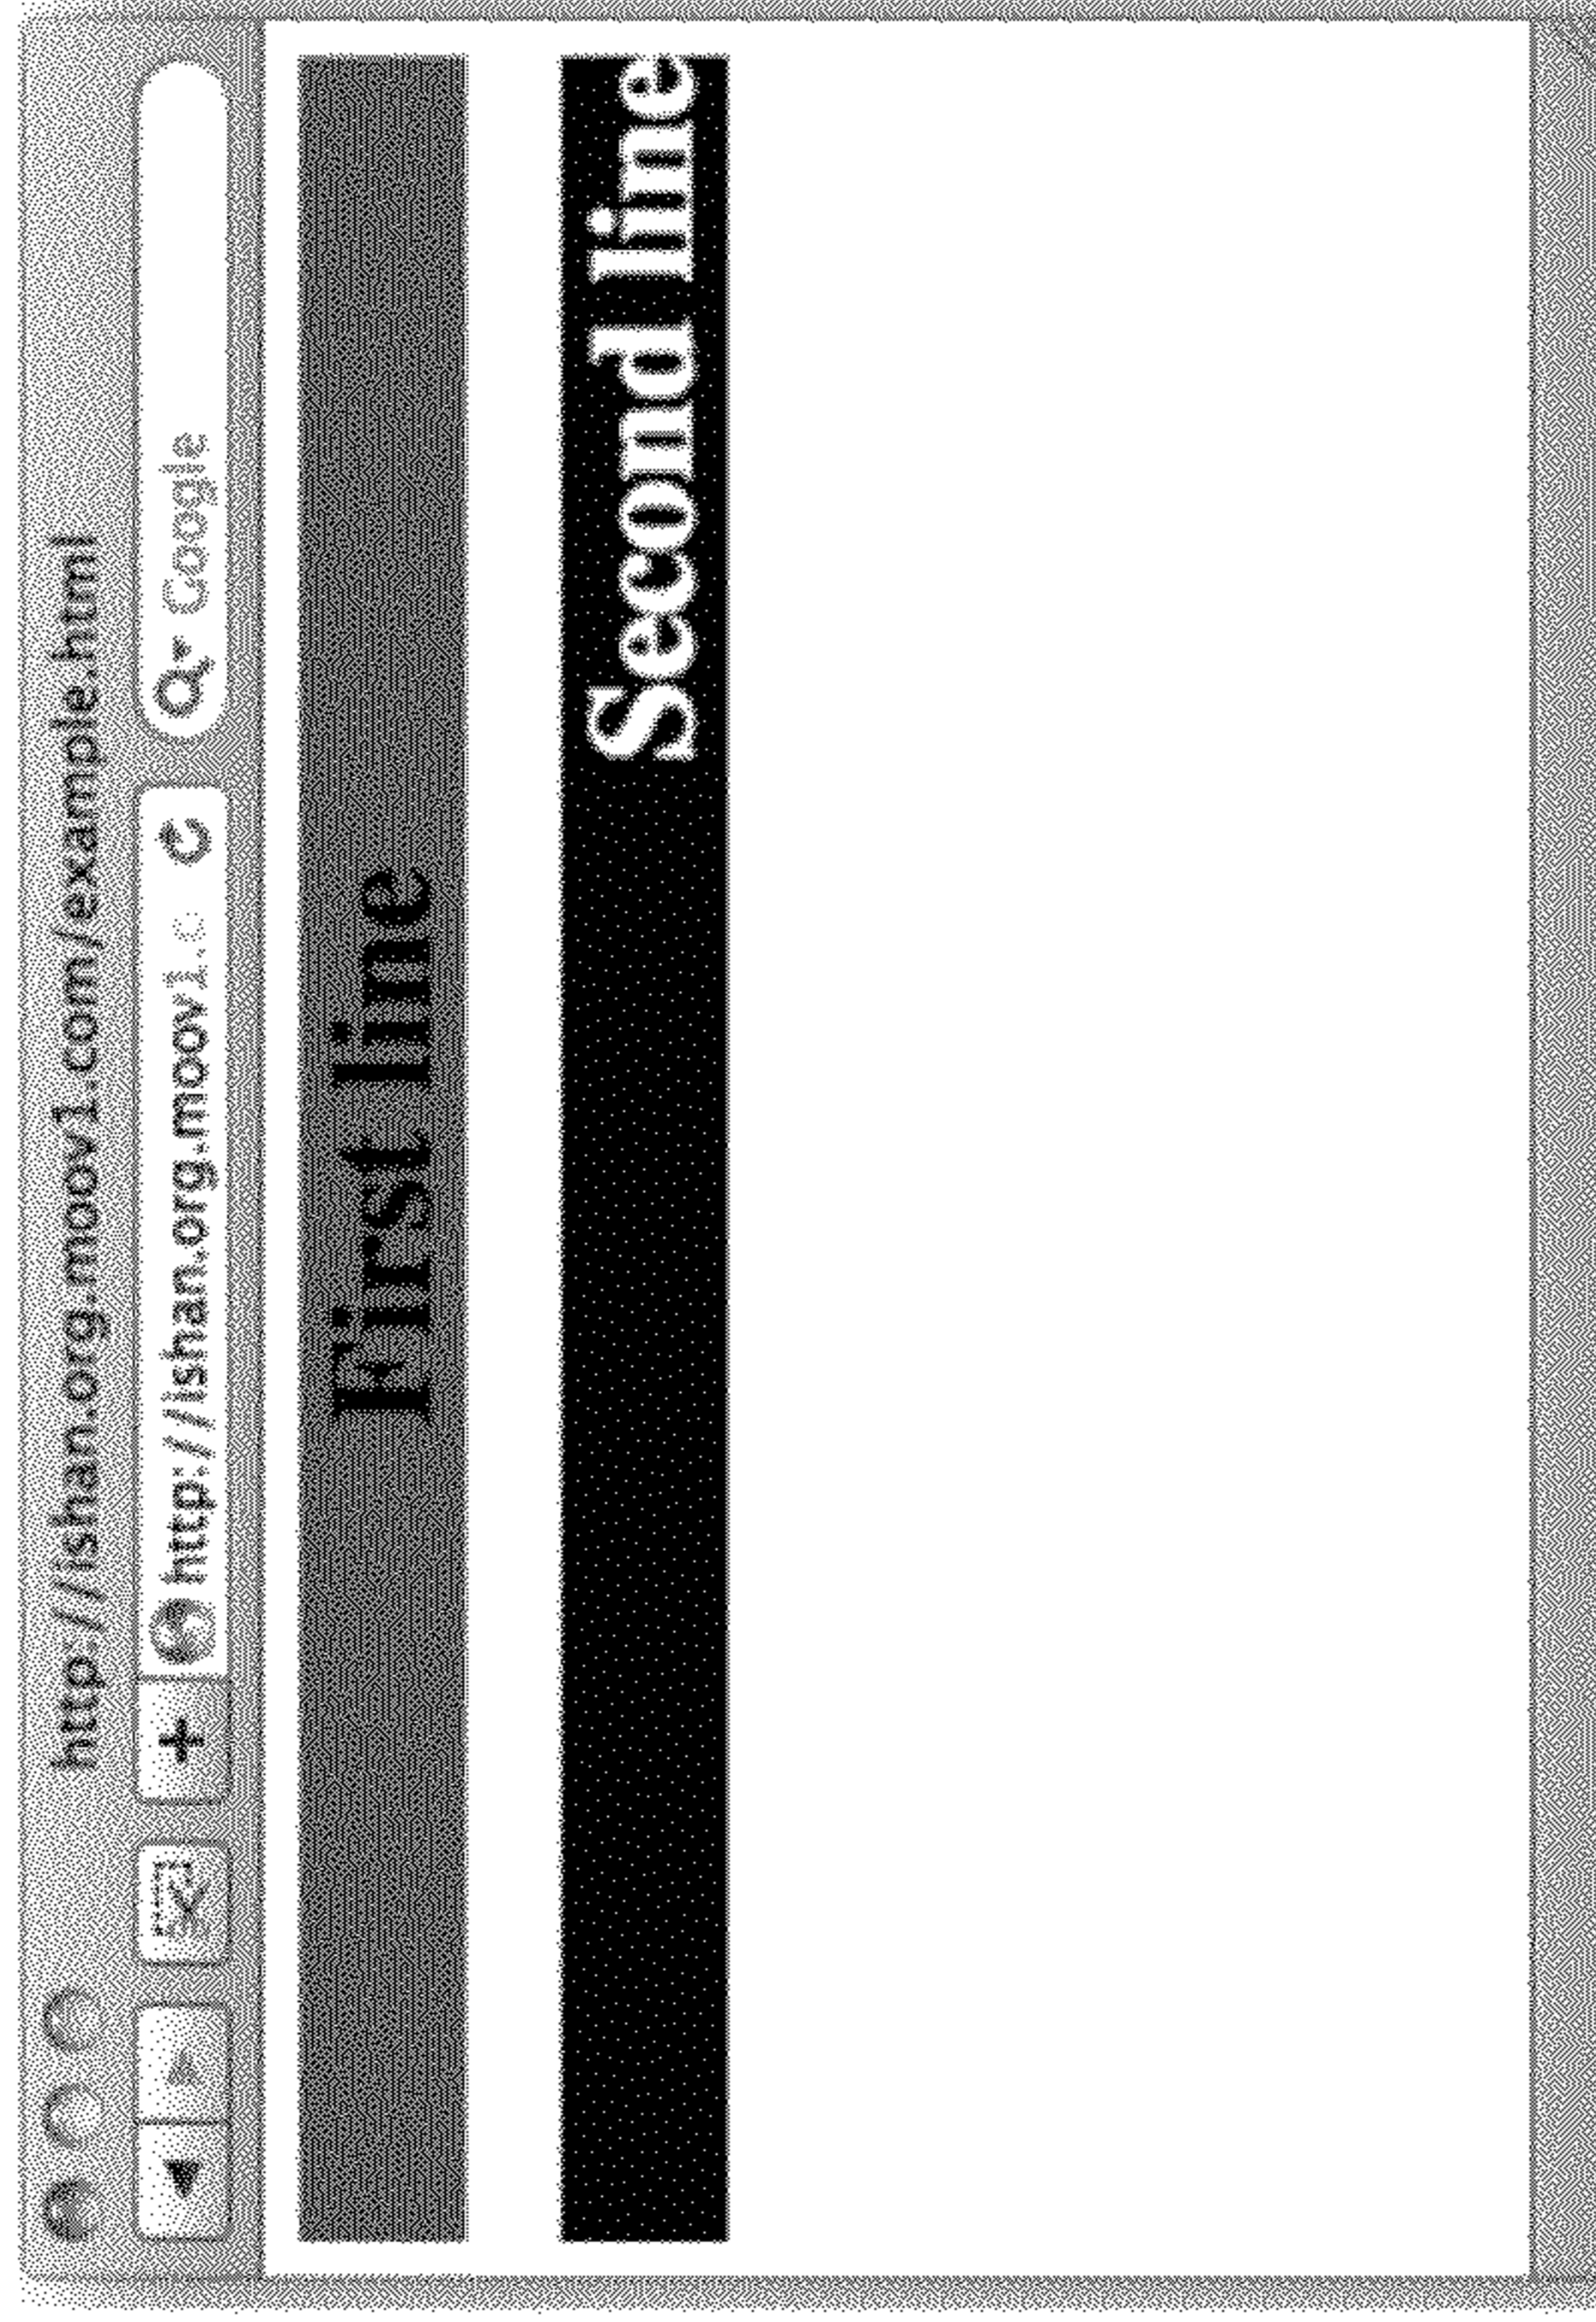 http://ishan.org.moov1.com/example.html
http://ishan.org.moov1.c
Google
First line
Second line